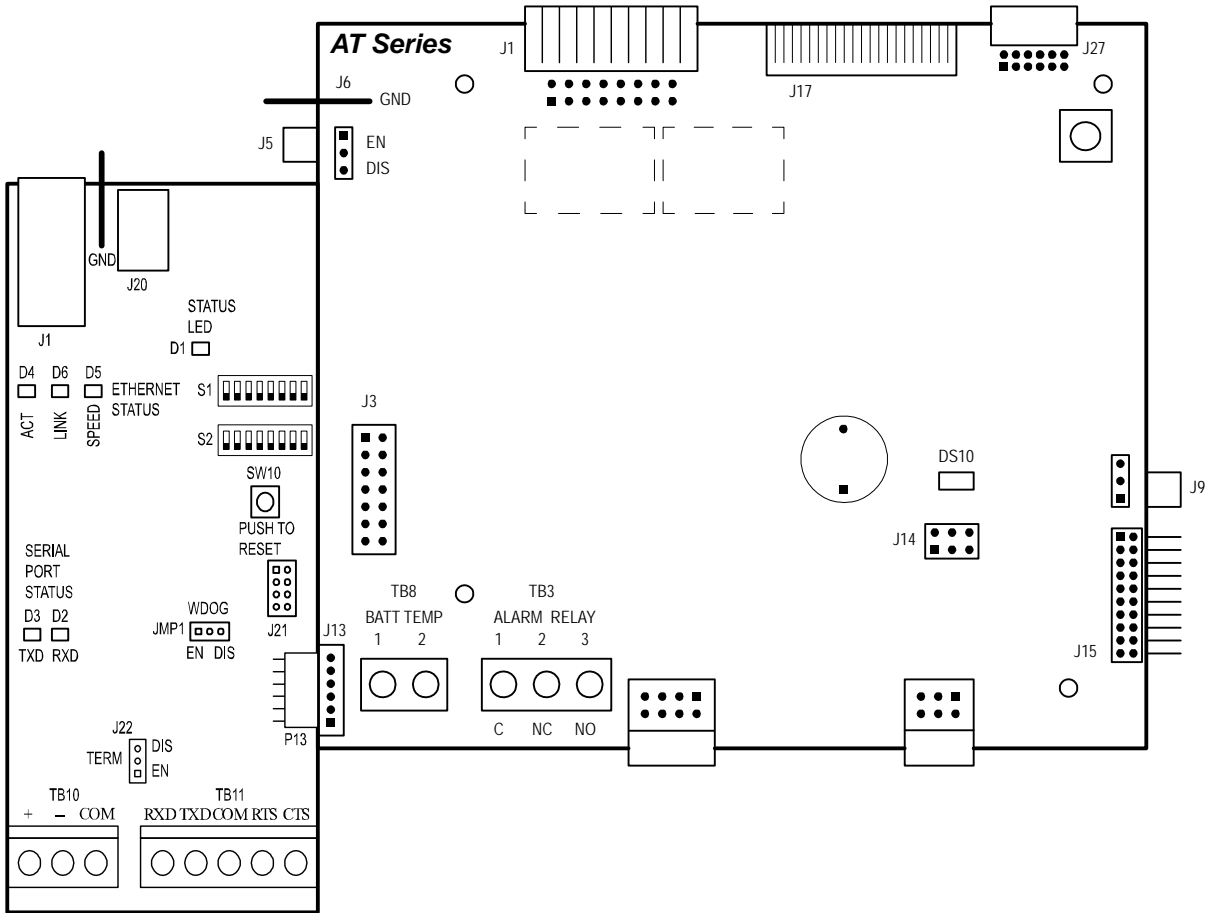 AT Series
J1
J27
J17
J6
GND
J5
EN
DIS
GND
J20
J1
STATUS
LED
D1
D4 D6 D5
ETHERNET
STATUS
ACT
LINK
SPEED
S1
S2
SW10
PUSH TO
RESET
J3
DS10
J9
J14
J15
SERIAL
PORT
STATUS
D3 D2
TXD RXD
WDOG
JMP1
EN DIS
J21
J13
P13
TB8
BATT TEMP
1 2
TB3
ALARM RELAY
1 2 3
C NC NO
J22
TERM
DIS
EN
TB10
+ – COM
TB11
RXD TXD COM RTS CTS